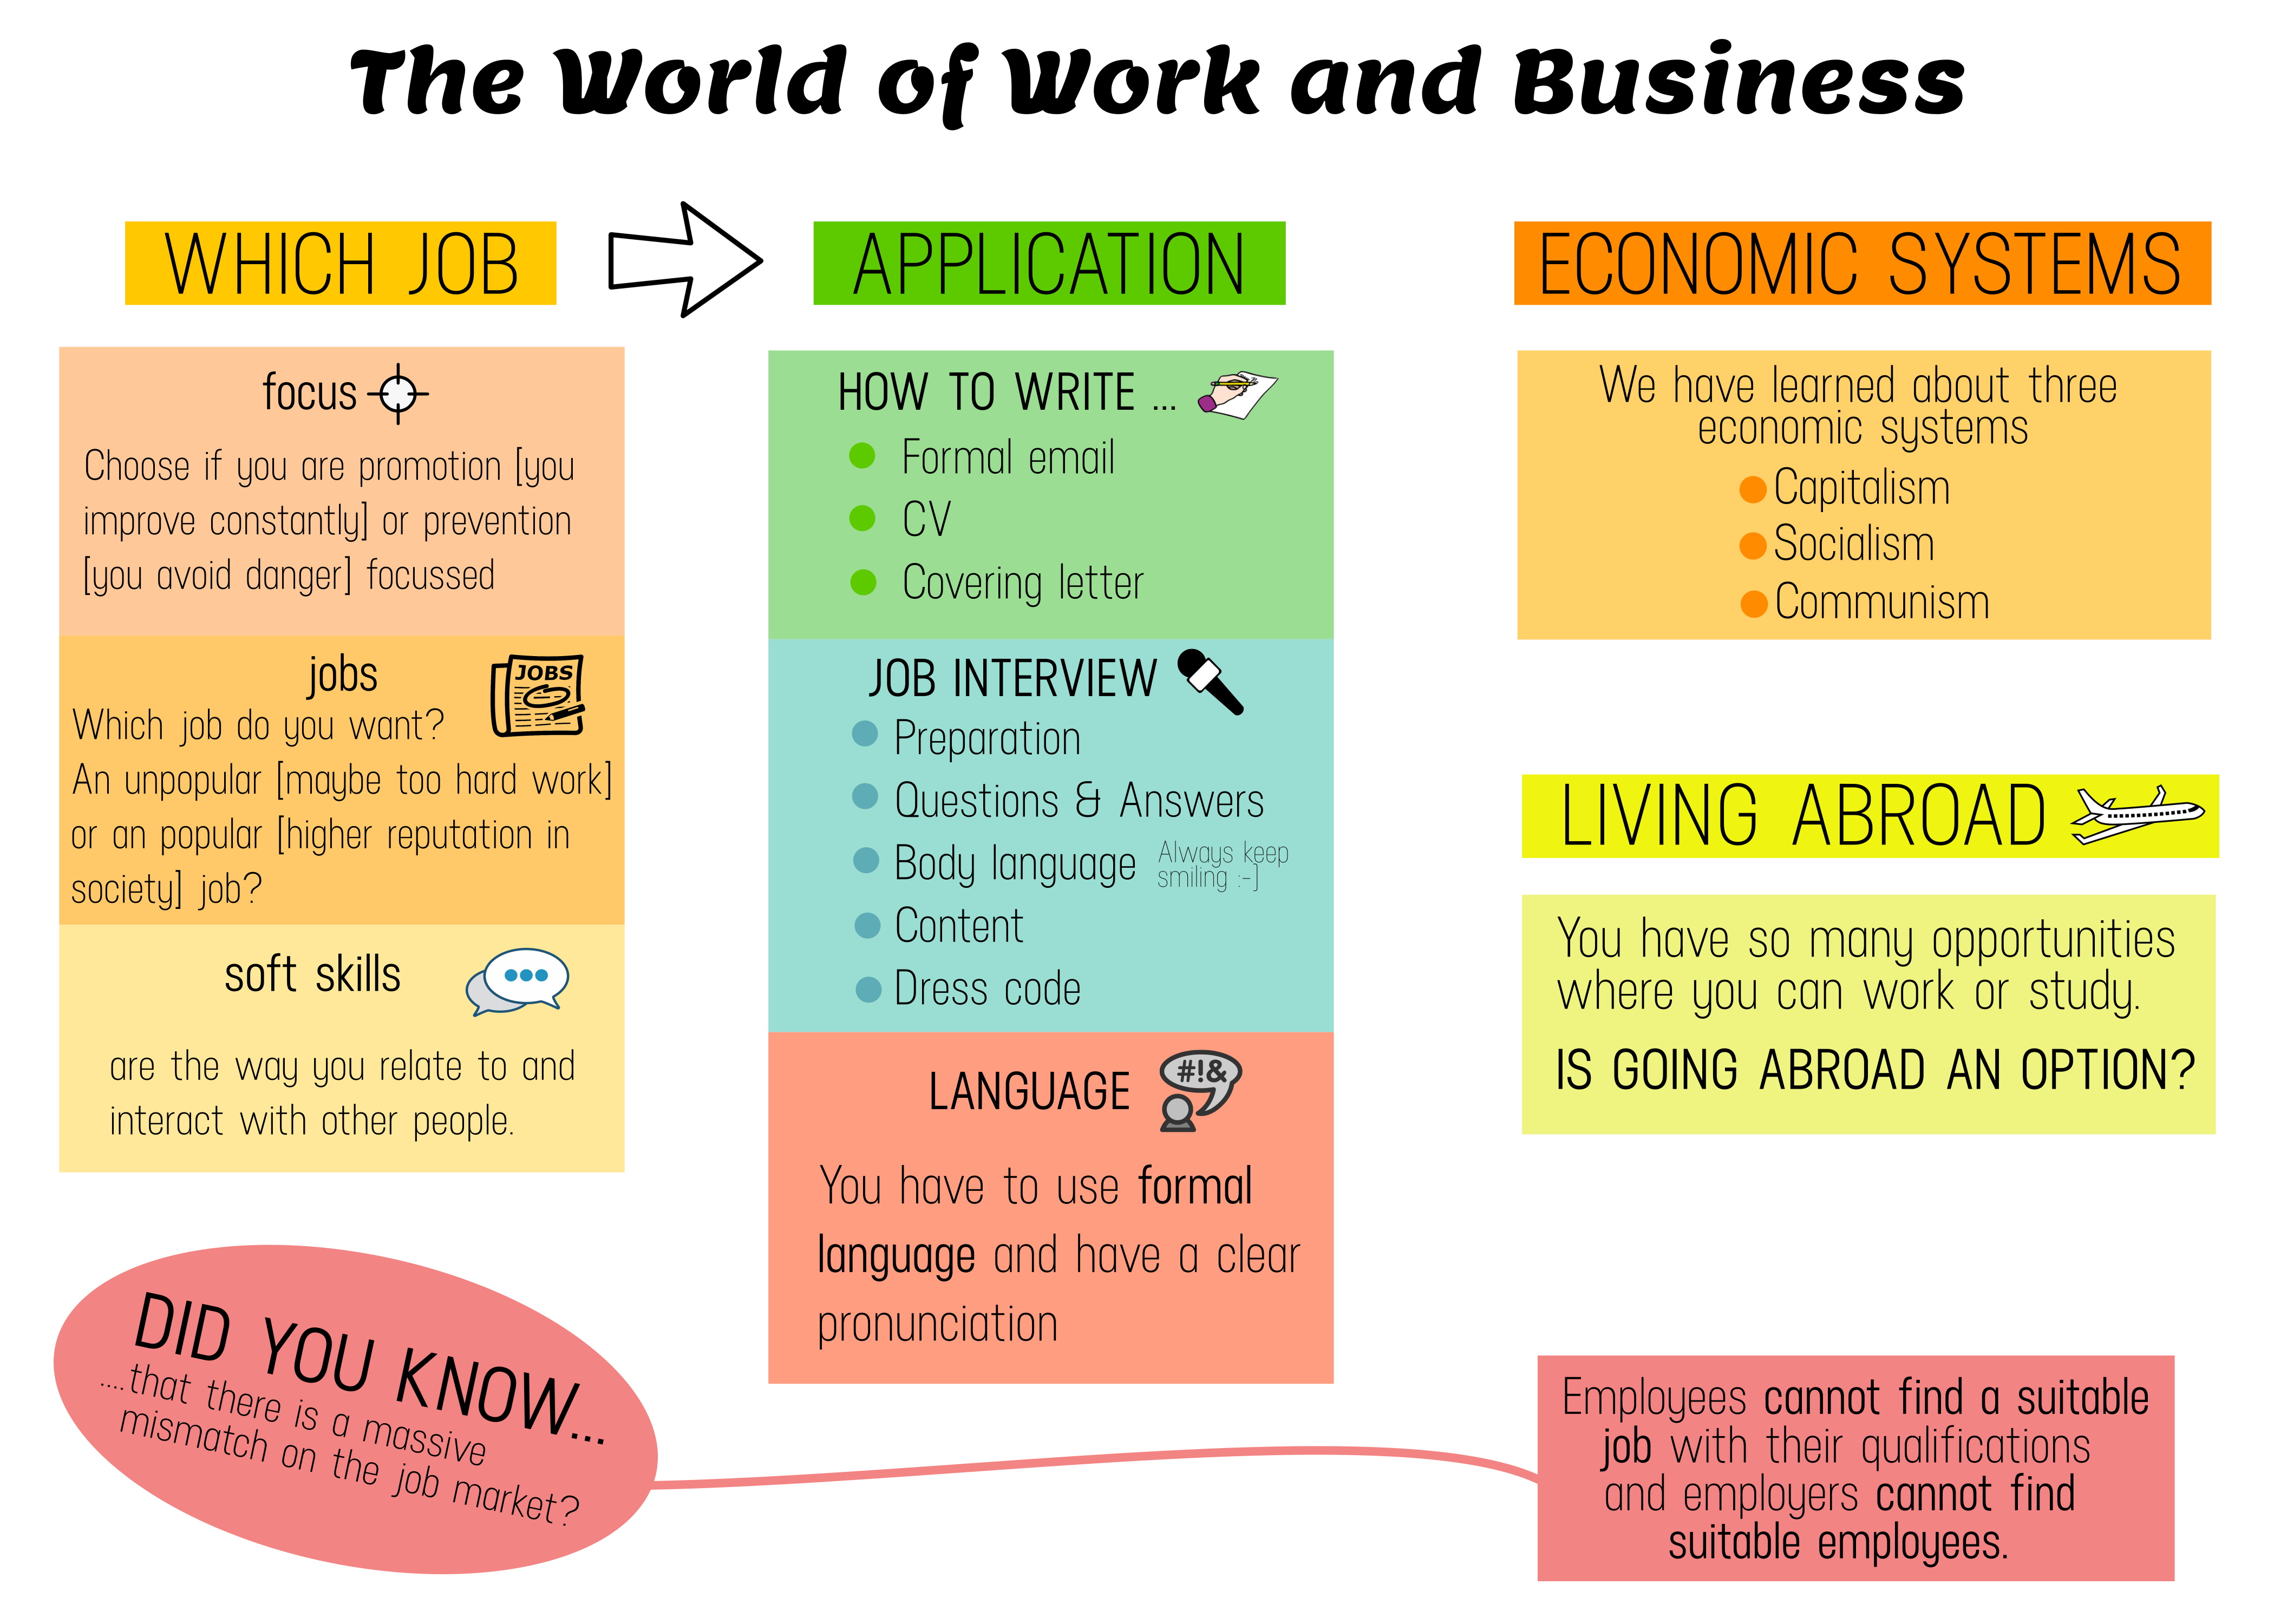 The World of Work and Business
WHICH JOB
focus
Choose if you are promotion [you
improve constantly] or prevention
[you avoid danger] focussed
jobs
JOBS
Which job do you want?
An unpopular [maybe too hard work]
or an popular [higher reputation in
society] job?
soft skills
are the way you relate to and
interact with other people.
APPLICATION
HOW TO WRITE ...
Formal email
CV
Covering letter
JOB INTERVIEW
Preparation
Questions & Answers
Body language
Always keep
smiling :-]
Content
Dress code
LANGUAGE
#!&
You have to use formal
language and have a clear
pronunciation
ECONOMIC SYSTEMS
We have learned about three
economic systems
Capitalism
Socialism
Communism
LIVING ABROAD
You have so many opportunities
where you can work or study.
IS GOING ABROAD AN OPTION?
DID YOU KNOW...
....that there is a massive
mismatch on the job market?
Employees cannot find a suitable
job with their qualifications
and employers cannot find
suitable employees.